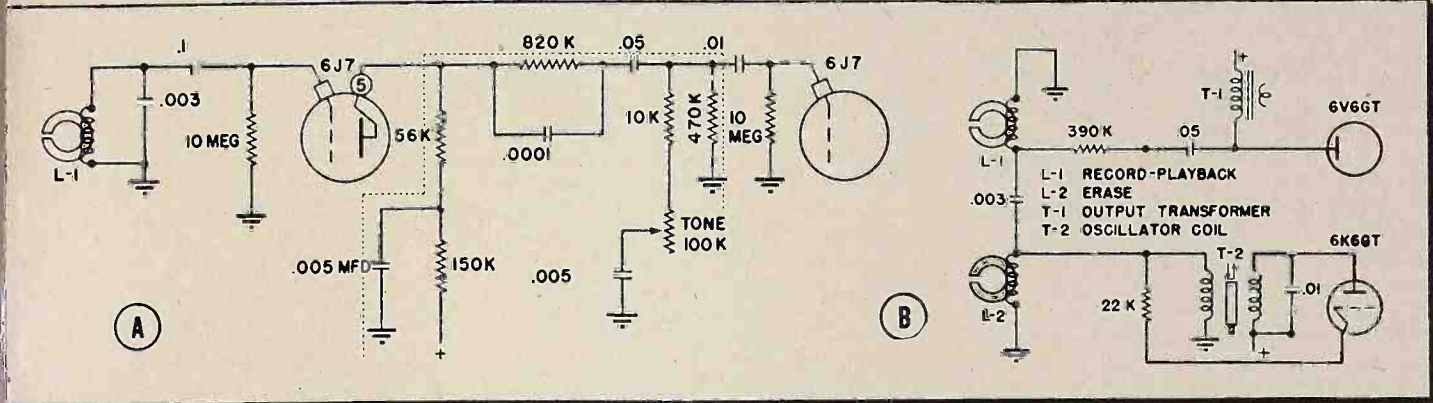 .1
.003
L-1
10 MEG
6J7
5
56K
.005 MFD
150K
+
820 K
.0001
.05
.01
10K
470K
10
MEG
6J7
TONE
100K
.005
A
L-1
390K
.05
+
T-1
6V6GT
.003
L-1 RECORD-PLAYBACK
L-2 ERASE
T-1 OUTPUT TRANSFORMER
T-2 OSCILLATOR COIL
L-2
22 K
T-2
.01
+
6K6GT
B